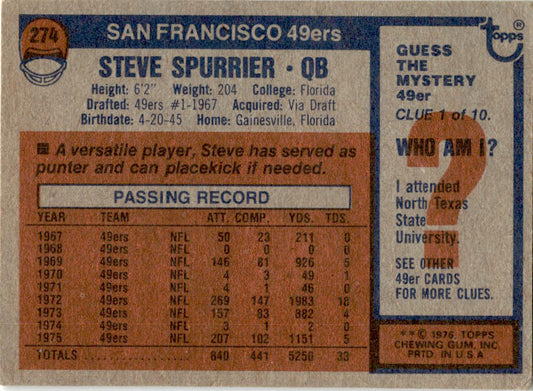 274
SAN FRANCISCO 49ers
STEVE SPURRIER · QB
Height: 6'2" Weight: 204 College: Florida
Drafted: 49ers #1-1967 Acquired: Via Draft
Birthdate: 4-20-45 Home: Gainesville, Florida
A versatile player, Steve has served as
punter and can placekick if needed.
PASSING RECORD
YEAR TEAM ATT. COMP. YDS. TDS.
1967 49ers NFL 50 23 211 0
1968 49ers NFL 0 0 0 0
1969 49ers NFL 146 81 926 5
1970 49ers NFL 4 3 49 1
1971 49ers NFL 4 1 46 0
1972 49ers NFL 269 147 1983 18
1973 49ers NFL 157 83 882 4
1974 49ers NFL 3 1 2 0
1975 49ers NFL 207 102 1151 5
TOTALS 840 441 5250 33
Topps®
GUESS
THE
MYSTERY
49er
CLUE 1 of 10.
?
WHO AM I?
I attended
North Texas
State
University.
SEE OTHER
49er CARDS
FOR MORE CLUES.
**© 1976, TOPPS
CHEWING GUM, INC.
PRTD. IN U.S.A.